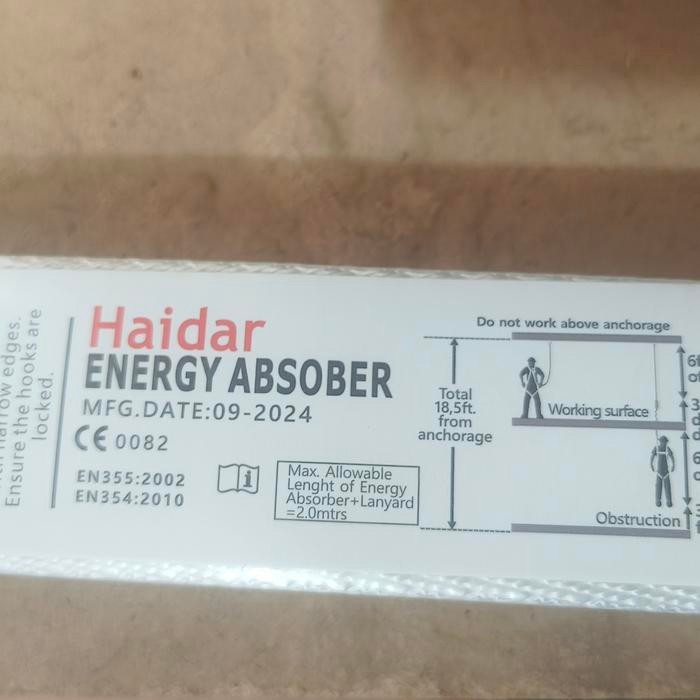 narrow edges.
Ensure the hooks are
locked.
Haidar
ENERGY ABSOBER
MFG.DATE:09-2024
CE 0082
EN355:2002
EN354:2010
i
Max. Allowable
Lenght of Energy
Absorber+Lanyard
=2.0mtrs
Do not work above anchorage
Total
18,5ft.
from
anchorage
Working surface
Obstruction